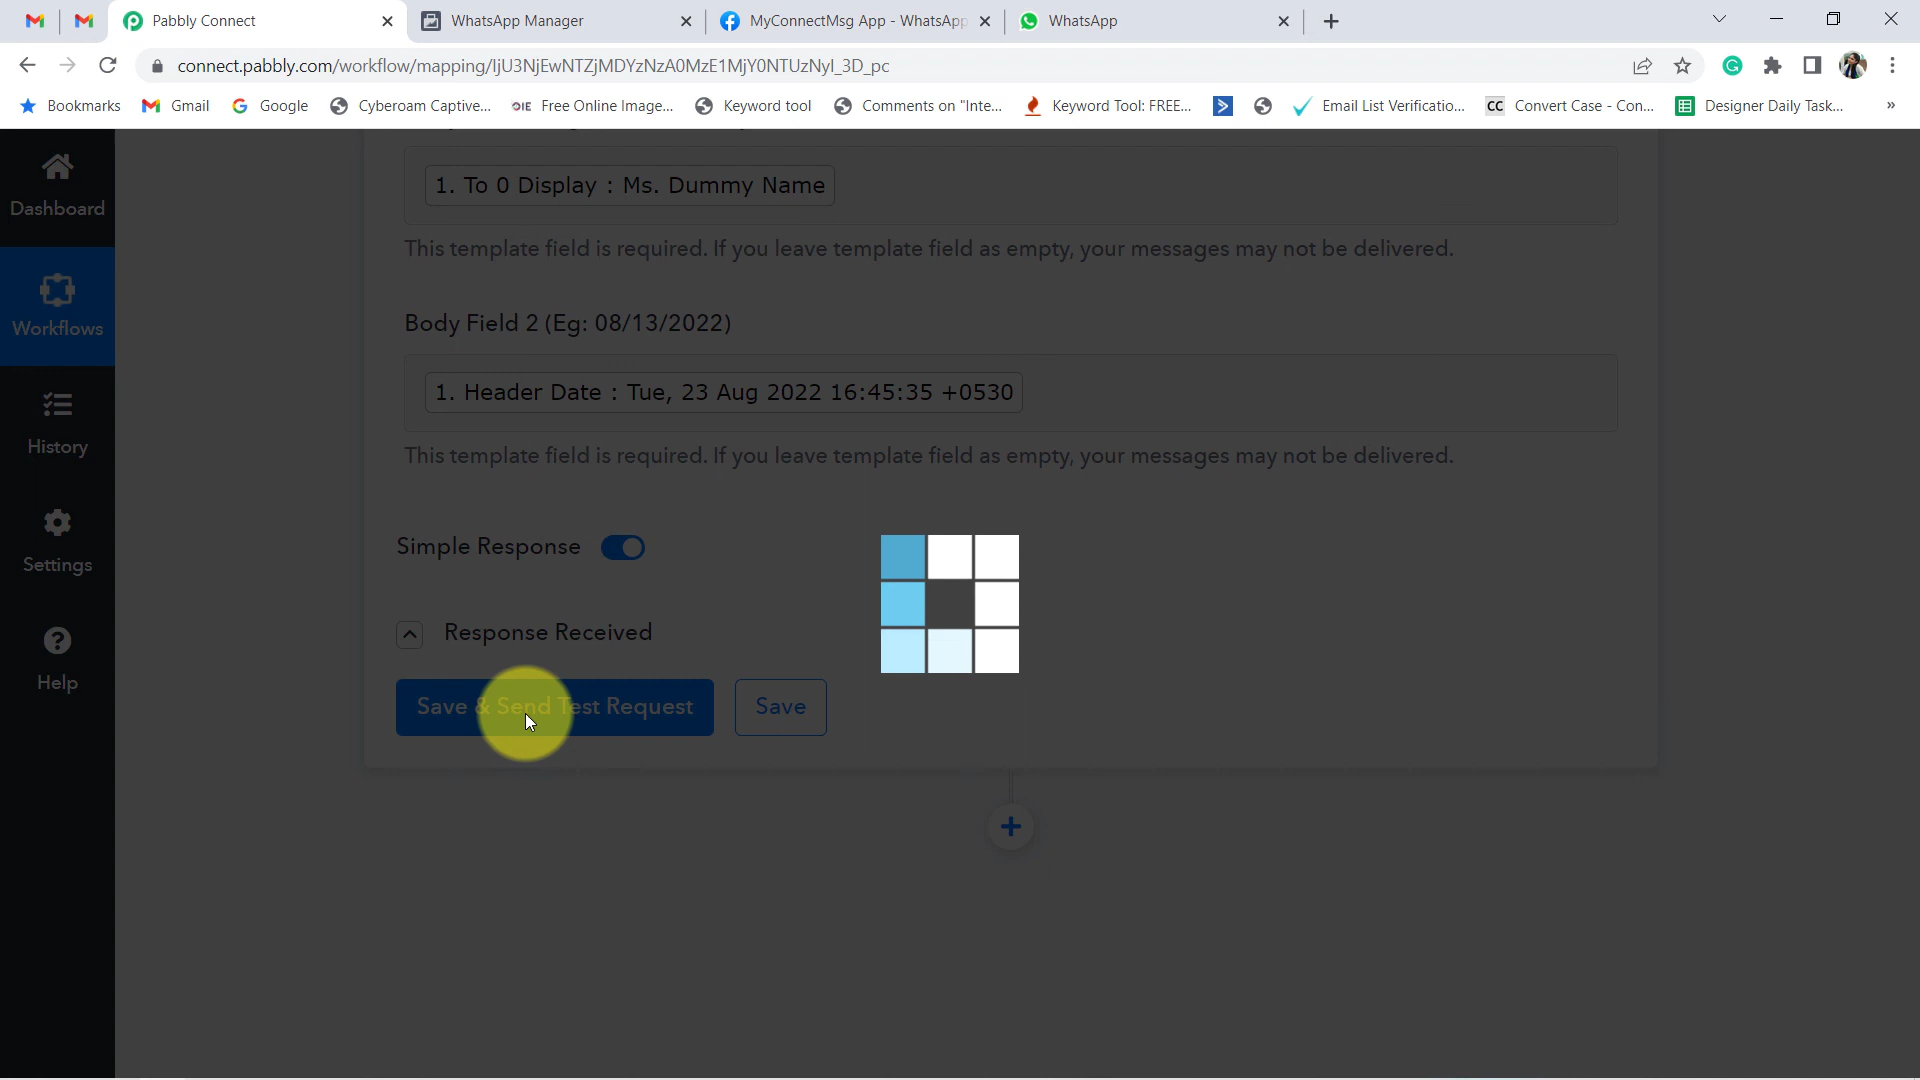 Pabbly Connect
WhatsApp Manager
MyConnectMsg App - WhatsApp
WhatsApp
connect.pabbly.com/workflow/mapping/IjU3NjEwNTZjMDYzNzA0MzE1MjY0NTUzNyI_3D_pc
Bookmarks
Gmail
Google
Cyberoam Captive...
OIE Free Online Image...
Keyword tool
Comments on "Inte...
Keyword Tool: FREE...
Email List Verificatio...
CC Convert Case - Con...
Designer Daily Task...
»
Dashboard
Workflows
History
Settings
Help
1. To 0 Display : Ms. Dummy Name
This template field is required. If you leave template field as empty, your messages may not be delivered.
Body Field 2 (Eg: 08/13/2022)
1. Header Date : Tue, 23 Aug 2022 16:45:35 +0530
This template field is required. If you leave template field as empty, your messages may not be delivered.
Simple Response
Response Received
Save & Send Test Request
Save